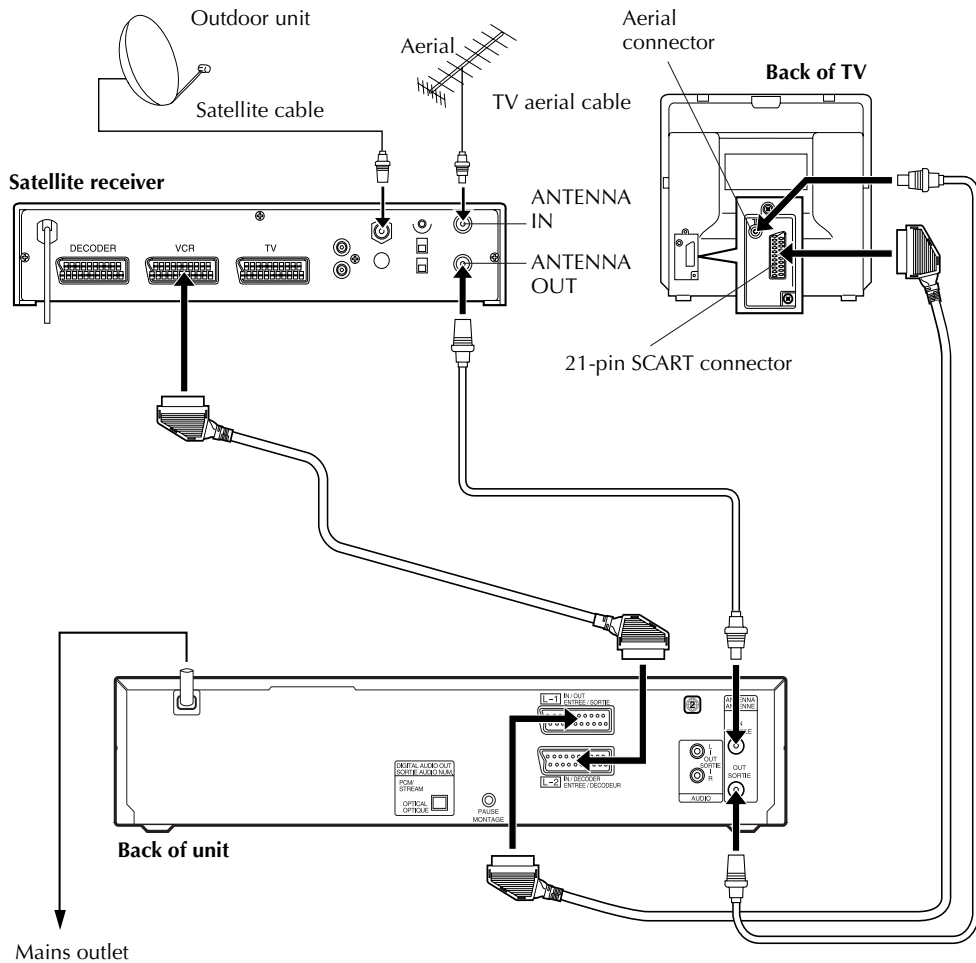 Outdoor unit
Aerial
Aerial
connector
Back of TV
Satellite cable
TV aerial cable
Satellite receiver
ANTENNA
IN
DECODER
VCR
TV
ANTENNA
OUT
21-pin SCART connector
L-1 IN / OUT
ENTREE / SORTIE
2
ANTENNA
ANTENNE
L
OUT
SORTIE
R
AUDIO
OUT
SORTIE
L-2 IN / DECODER
ENTREE / DECODEUR
DIGITAL AUDIO OUT
SORTIE AUDIO NUM.
PCM/
STREAM
OPTICAL
OPTIQUE
PAUSE
MONTAGE
Back of unit
Mains outlet